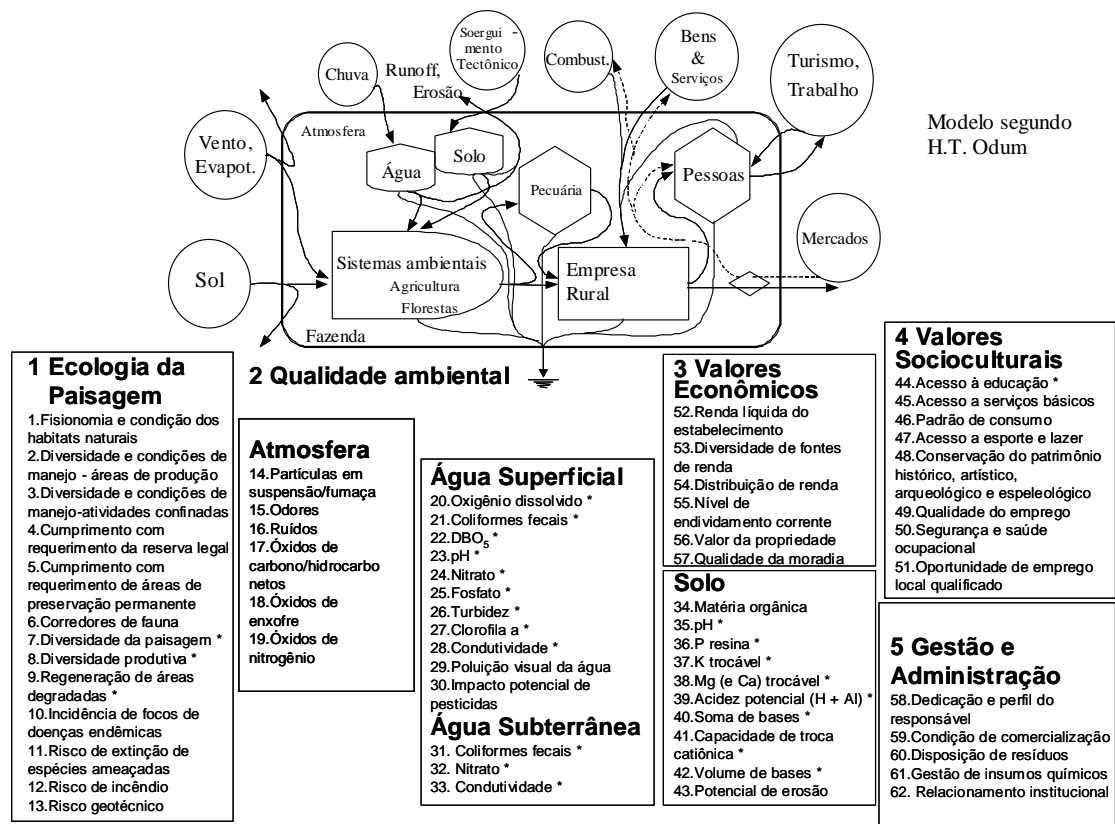 Soergui -
mento
Tectônico
Bens
&
Serviços
Combust.
Turismo,
Trabalho
Chuva
Runoff,
Erosão
Modelo segundo
H.T. Odum
Atmosfera
Vento,
Evapot.
Água
Solo
Pecuária
Pessoas
Mercados
Sol
Sistemas ambientais
Agricultura
Florestas
Empresa
Rural
Fazenda
1 Ecologia da
Paisagem
1.Fisionomia e condição dos
habitats naturais
2.Diversidade e condições de
manejo - áreas de produção
3.Diversidade e condições de
manejo-atividades confinadas
4.Cumprimento com
requerimento da reserva legal
5.Cumprimento com
requerimento de áreas de
preservação permanente
6.Corredores de fauna
7.Diversidade da paisagem *
8.Diversidade produtiva *
9.Regeneração de áreas
degradadas *
10.Incidência de focos de
doenças endêmicas
11.Risco de extinção de
espécies ameaçadas
12.Risco de incêndio
13.Risco geotécnico
2 Qualidade ambiental
Atmosfera
14.Partículas em
suspensão/fumaça
15.Odores
16.Ruídos
17.Óxidos de
carbono/hidrocarbo
netos
18.Óxidos de
enxofre
19.Óxidos de
nitrogênio
Água Superficial
20.Oxigênio dissolvido *
21.Coliformes fecais *
22.DBO5 *
23.pH *
24.Nitrato *
25.Fosfato *
26.Turbidez *
27.Clorofila a *
28.Condutividade *
29.Poluição visual da água
30.Impacto potencial de
pesticidas
Água Subterrânea
31. Coliformes fecais *
32. Nitrato *
33. Condutividade *
3 Valores
Econômicos
52.Renda líquida do
estabelecimento
53.Diversidade de fontes
de renda
54.Distribuição de renda
55.Nível de
endividamento corrente
56.Valor da propriedade
57.Qualidade da moradia
Solo
34.Matéria orgânica
35.pH *
36.P resina *
37.K trocável *
38.Mg (e Ca) trocável *
39.Acidez potencial (H + Al) *
40.Soma de bases *
41.Capacidade de troca
catiônica *
42.Volume de bases *
43.Potencial de erosão
4 Valores
Socioculturais
44.Acesso à educação *
45.Acesso a serviços básicos
46.Padrão de consumo
47.Acesso a esporte e lazer
48.Conservação do patrimônio
histórico, artístico,
arqueológico e espeleológico
49.Qualidade do emprego
50.Segurança e saúde
ocupacional
51.Oportunidade de emprego
local qualificado
5 Gestão e
Administração
58.Dedicação e perfil do
responsável
59.Condição de comercialização
60.Disposição de resíduos
61.Gestão de insumos químicos
62. Relacionamento institucional